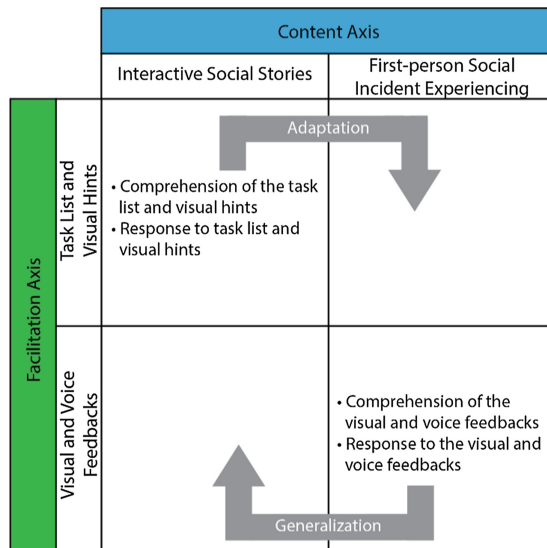 Content Axis
Interactive Social Stories
First-person Social
Incident Experiencing
Facilitation Axis
Task List and
Visual Hints
Adaptation
• Comprehension of the task
list and visual hints
• Response to task list and
visual hints
Visual and Voice
Feedbacks
• Comprehension of the
visual and voice feedbacks
• Response to the visual and
voice feedbacks
Generalization